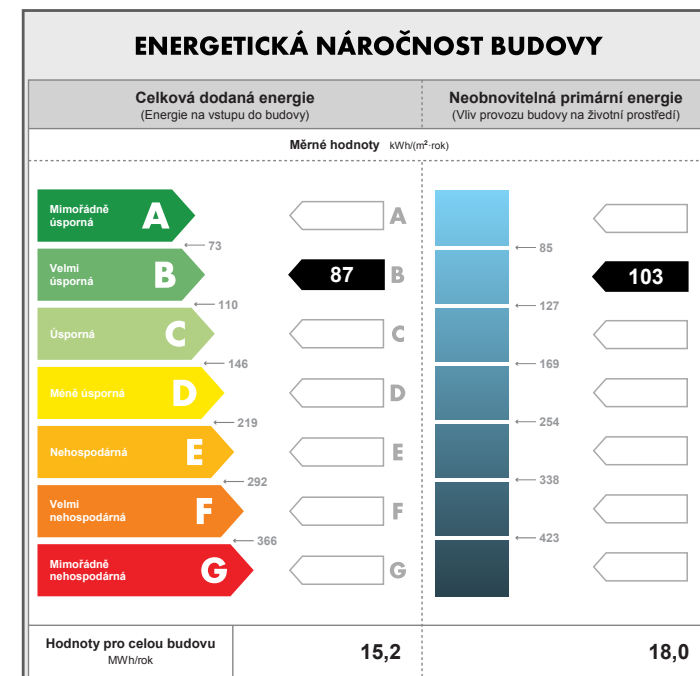 ENERGETICKÁ NÁROČNOST BUDOVY
Celková dodaná energie
(Energie na vstupu do budovy)
Neobnovitelná primární energie
(Vliv provozu budovy na životní prostředí)
Měrné hodnoty kWh/(m²·rok)
Mimořádně
úsporná
A
A
73
85
Velmi
úsporná
B
87
B
103
110
127
Úsporná
C
C
146
169
Méně úsporná
D
D
219
254
Nehospodárná
E
E
292
338
Velmi
nehospodárná
F
F
366
423
Mimořádně
nehospodárná
G
G
Hodnoty pro celou budovu
MWh/rok
15,2
18,0